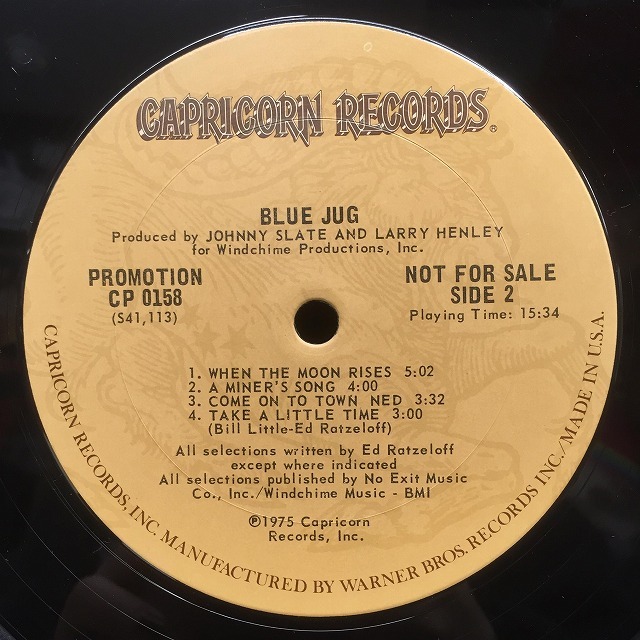 CAPRICORN RECORDS®
BLUE JUG
Produced by JOHNNY SLATE AND LARRY HENLEY
for Windchime Productions, Inc.
PROMOTION
CP 0158
(S41,113)
NOT FOR SALE
SIDE 2
Playing Time: 15:34
1. WHEN THE MOON RISES 5:02
2. A MINER'S SONG 4:00
3. COME ON TO TOWN NED 3:32
4. TAKE A LITTLE TIME 3:00
(Bill Little-Ed Ratzeloff)
All selections written by Ed Ratzeloff
except where indicated
All selections published by No Exit Music
Co., Inc./Windchime Music - BMI
℗1975 Capricorn
Records, Inc.
CAPRICORN RECORDS, INC. MANUFACTURED BY WARNER BROS. RECORDS INC./MADE IN U.S.A.